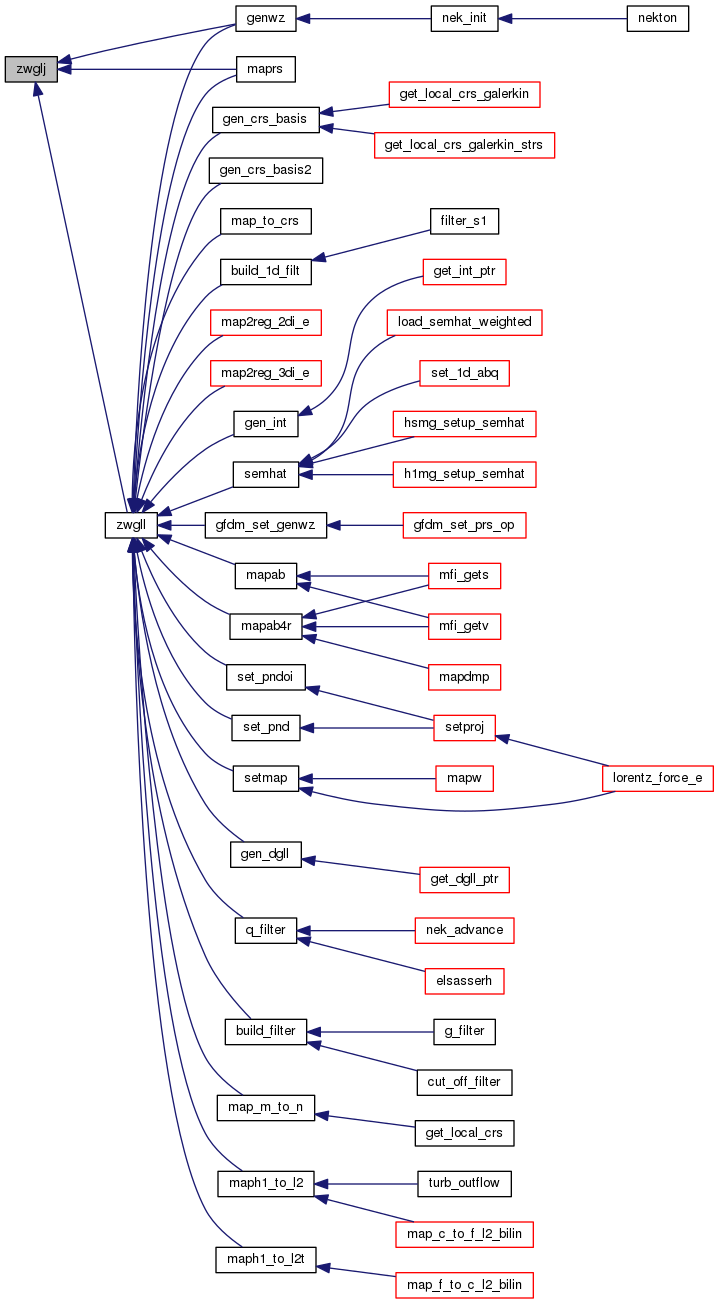 genwz
nek_init
nekton
zwglj
maprs
get_local_crs_galerkin
gen_crs_basis
get_local_crs_galerkin_strs
gen_crs_basis2
map_to_crs
filter_s1
build_1d_filt
get_int_ptr
map2reg_2di_e
load_semhat_weighted
map2reg_3di_e
set_1d_abq
gen_int
hsmg_setup_semhat
semhat
h1mg_setup_semhat
zwgll
gfdm_set_genwz
gfdm_set_prs_op
mapab
mfi_gets
mapab4r
mfi_getv
set_pndoi
mapdmp
set_pnd
setproj
setmap
mapw
lorentz_force_e
gen_dgll
get_dgll_ptr
q_filter
nek_advance
elsasserh
build_filter
g_filter
cut_off_filter
map_m_to_n
get_local_crs
maph1_to_l2
turb_outflow
map_c_to_f_l2_bilin
maph1_to_l2t
map_f_to_c_l2_bilin